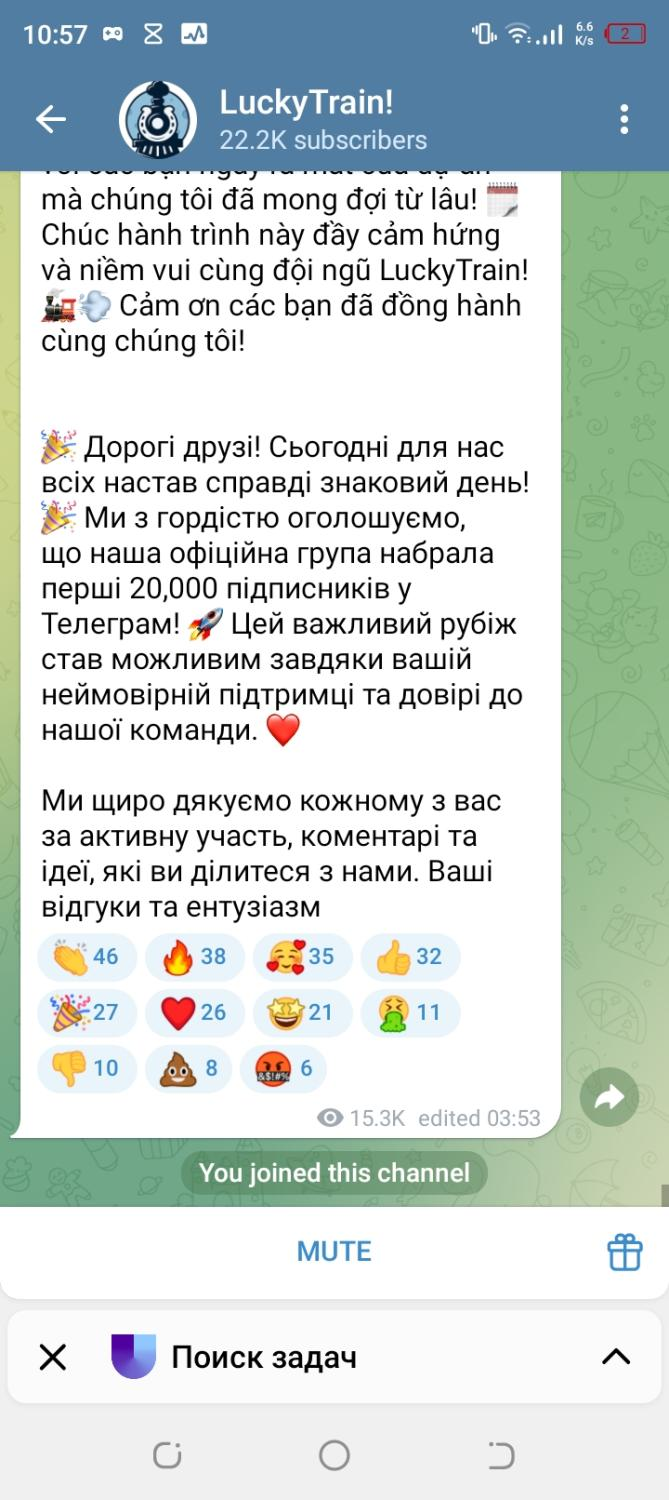 10:57
6.6
K/s
2
LuckyTrain!
22.2K subscribers
mà chúng tôi đã mong đợi từ lâu! 🗓️
Chúc hành trình này đầy cảm hứng
và niềm vui cùng đội ngũ LuckyTrain!
🚂💨 Cảm ơn các bạn đã đồng hành
cùng chúng tôi!
🎉 Дорогі друзі! Сьогодні для нас
всіх настав справді знаковий день!
🎉 Ми з гордістю оголошуємо,
що наша офіційна група набрала
перші 20,000 підписників у
Телеграм! 🚀 Цей важливий рубіж
став можливим завдяки вашій
неймовірній підтримці та довірі до
нашої команди. ❤️
Ми щиро дякуємо кожному з вас
за активну участь, коментарі та
ідеї, які ви ділитеся з нами. Ваші
відгуки та ентузіазм
👏 46 🔥 38 🥰 35 👍 32
🎉 27 ❤️ 26 🤩 21 🤮 11
👎 10 💩 8 🤬 6
15.3K edited 03:53
You joined this channel
MUTE
Поиск задач